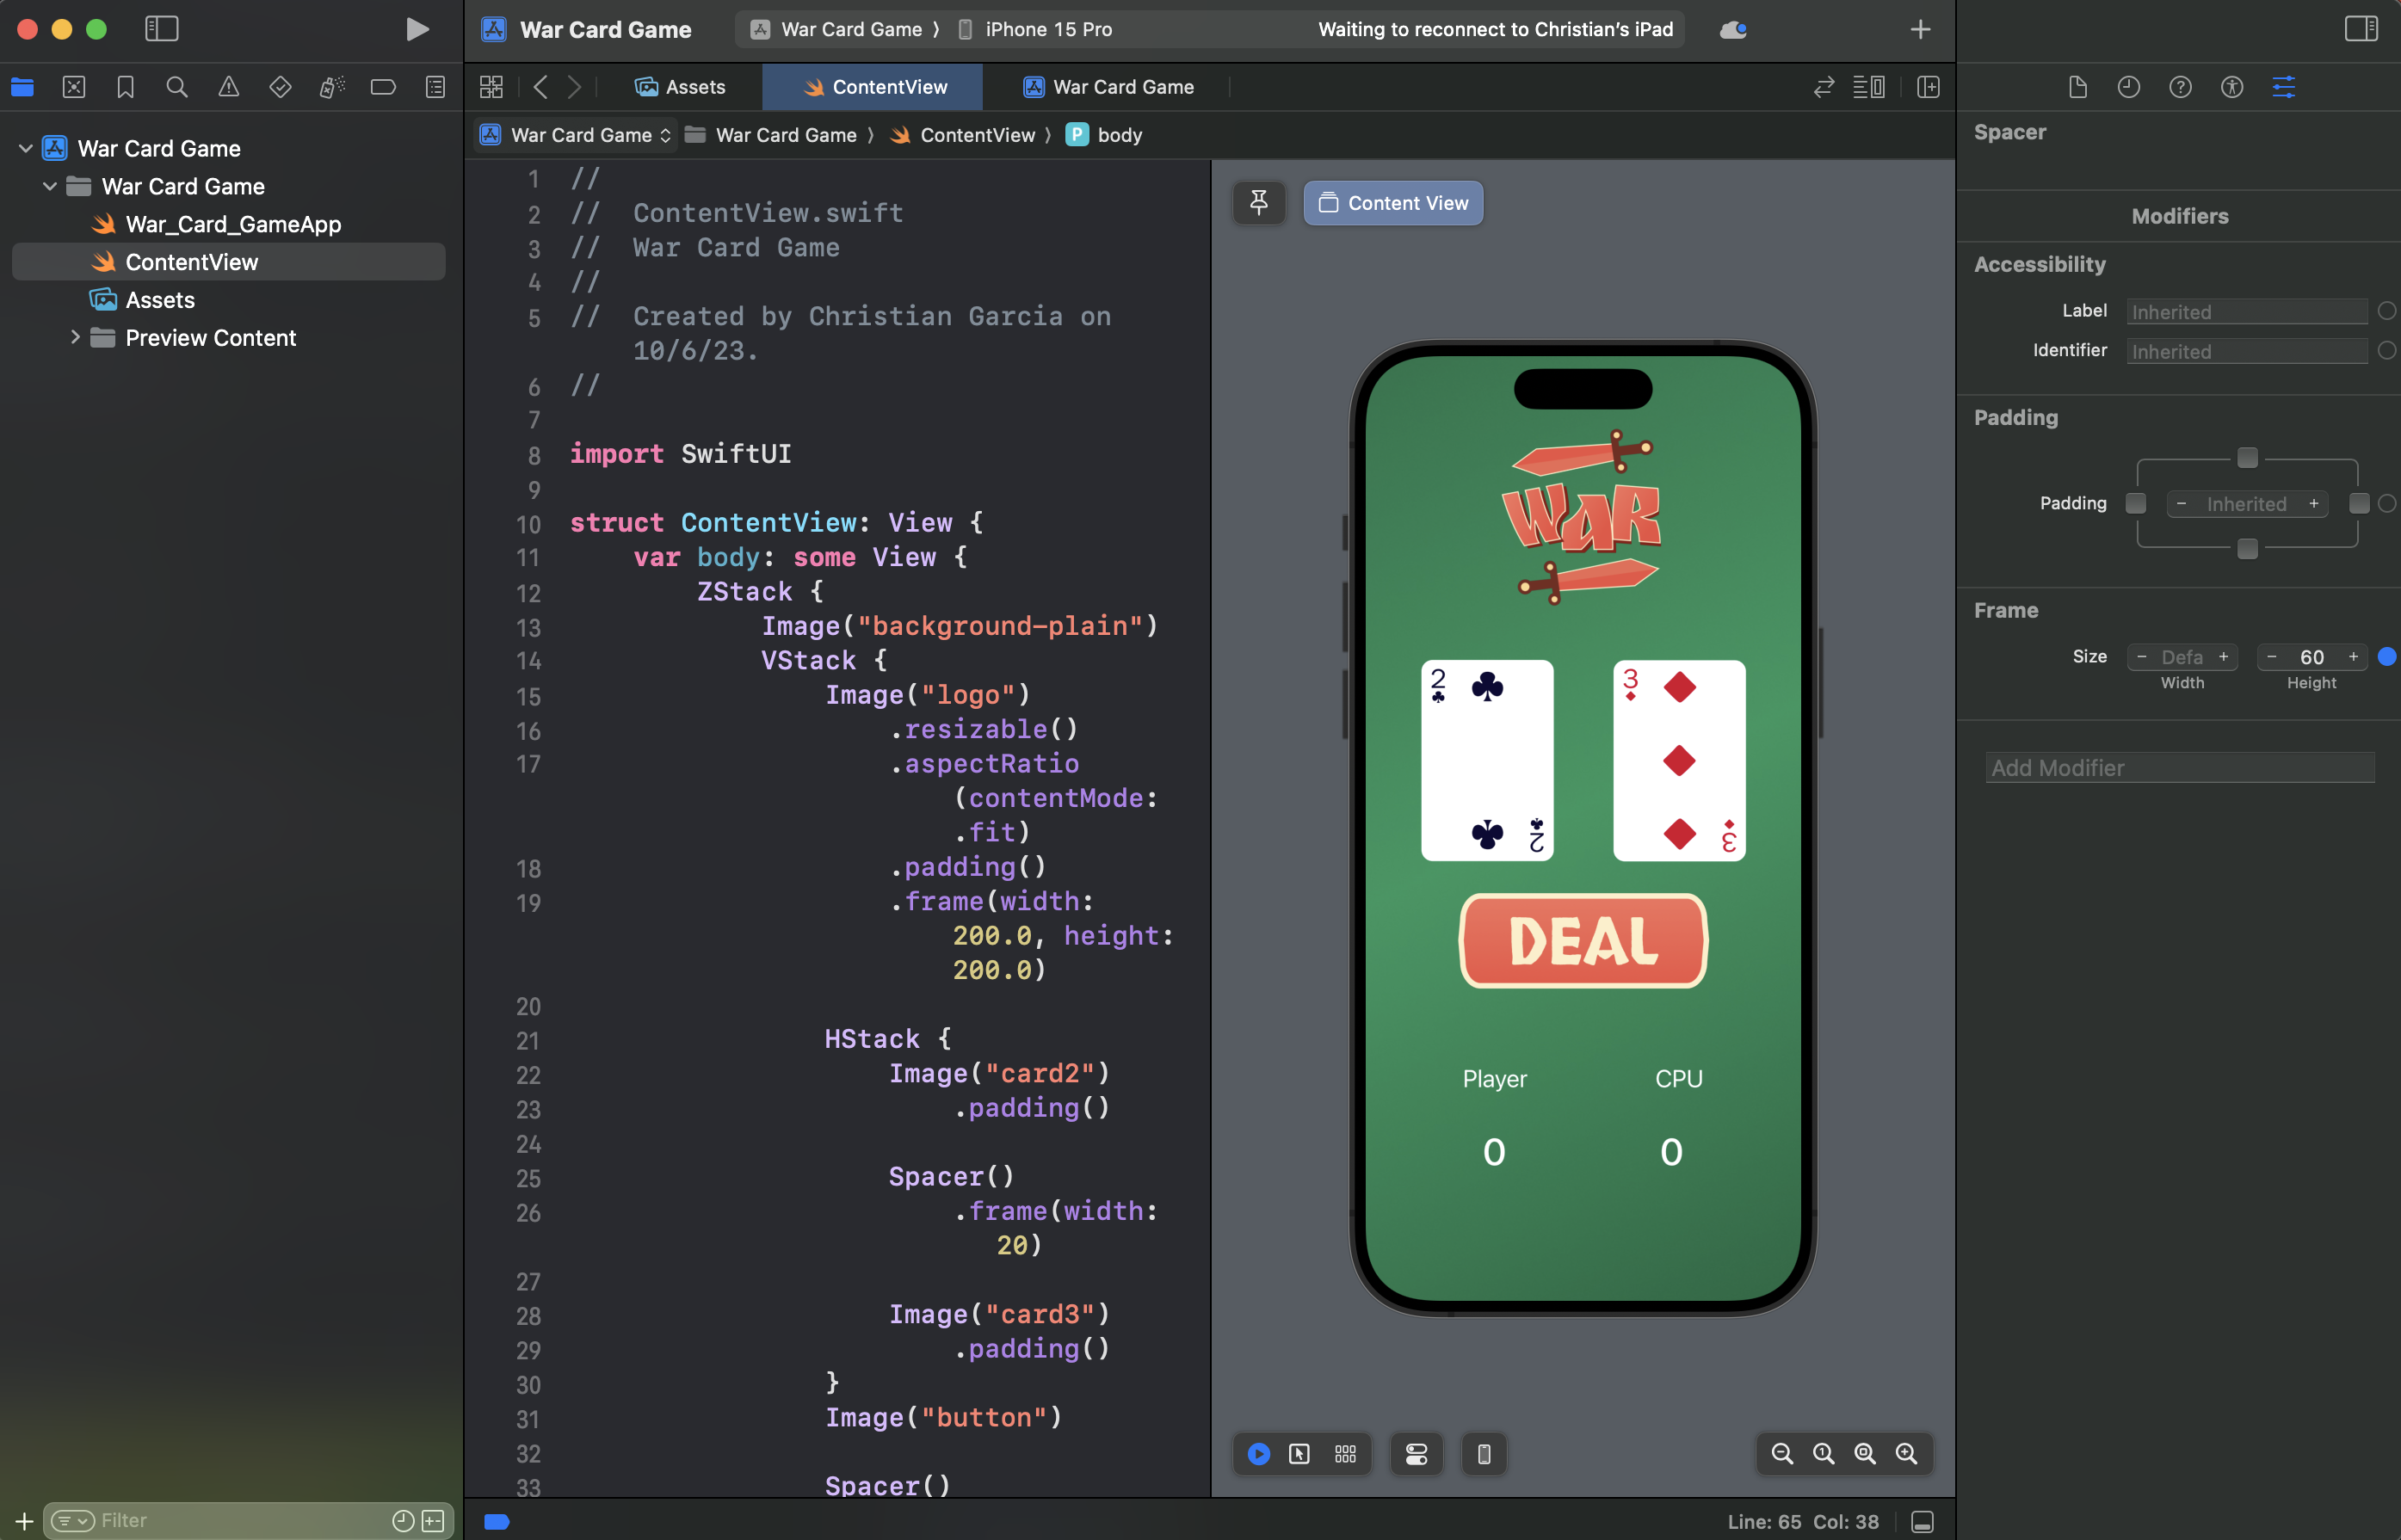 War Card Game
War Card Game 〉 iPhone 15 Pro
Waiting to reconnect to Christian’s iPad
Assets
ContentView
War Card Game
War Card Game
War Card Game
War_Card_GameApp
ContentView
Assets
Preview Content
War Card Game
War Card Game 〉 ContentView 〉 P body
1 //
2 //  ContentView.swift
3 //  War Card Game
4 //
5 //  Created by Christian Garcia on
10/6/23.
6 //
7
8 import SwiftUI
9
10 struct ContentView: View {
11     var body: some View {
12         ZStack {
13             Image("background-plain")
14             VStack {
15                 Image("logo")
16                     .resizable()
17                     .aspectRatio
(contentMode:
.fit)
18                     .padding()
19                     .frame(width:
200.0, height:
200.0)
20
21                 HStack {
22                     Image("card2")
23                         .padding()
24
25                     Spacer()
26                         .frame(width:
20)
27
28                     Image("card3")
29                         .padding()
30                 }
31                 Image("button")
32
33                     Spacer()
Content View
WAR
2
3
2
3
DEAL
Player
CPU
0
0
Spacer
Modifiers
Accessibility
Label Inherited
Identifier Inherited
Padding
Padding − Inherited +
Frame
Size − Defa + − 60 +
Width Height
Add Modifier
Filter
Line: 65 Col: 38